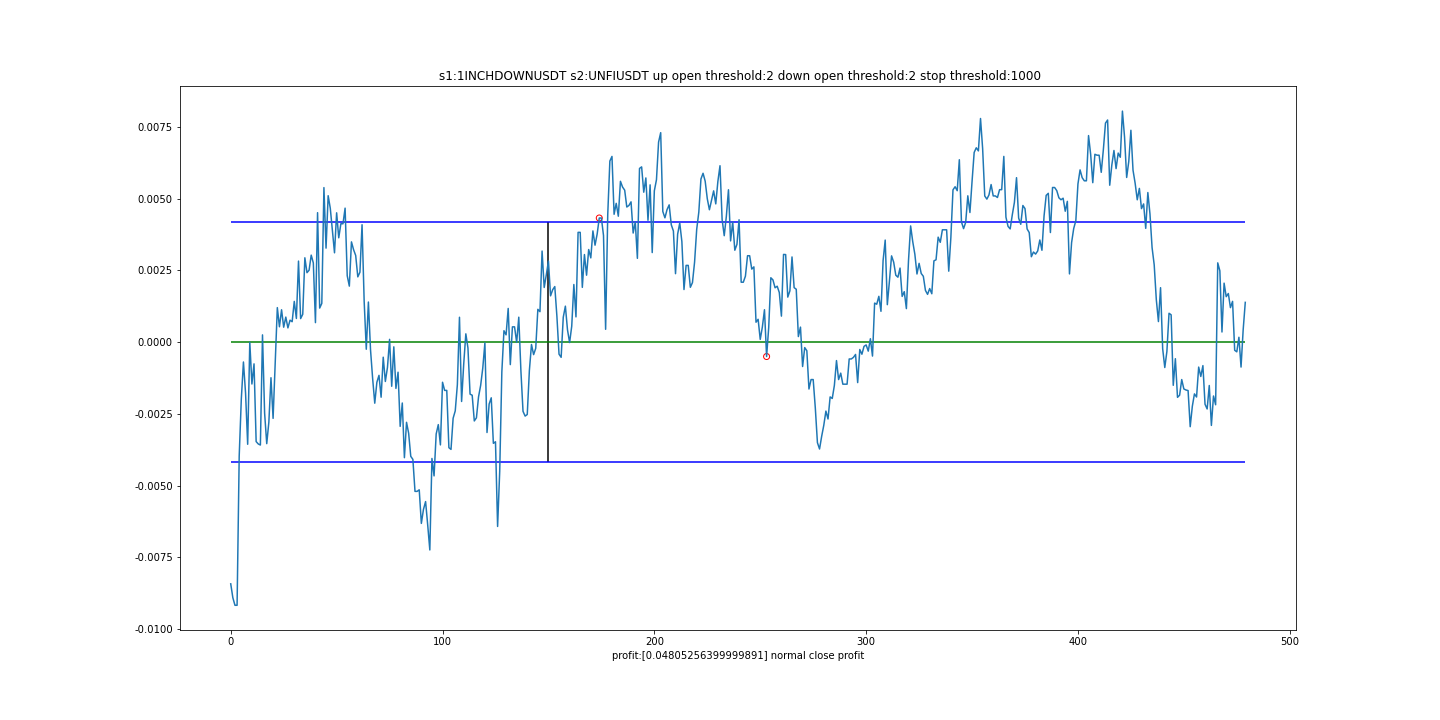 s1:1INCHDOWNUSDT s2:UNFIUSDT up open threshold:2 down open threshold:2 stop threshold:1000
0.0075
0.0050
0.0025
0.0000
-0.0025
-0.0050
-0.0075
-0.0100
0 100 200 300 400 500
profit:[0.04805256399999891] normal close profit